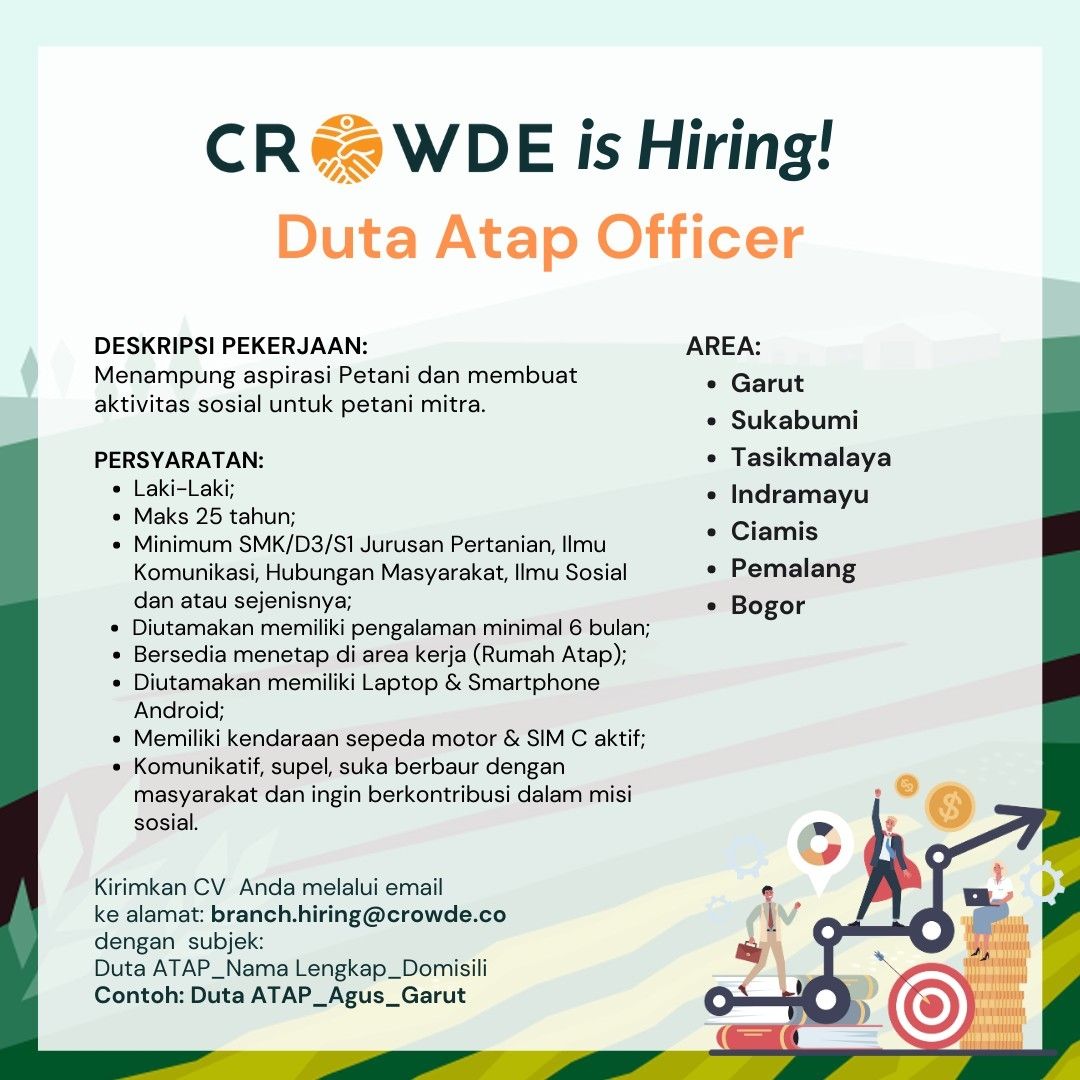 CROWDE is Hiring!
Duta Atap Officer
DESKRIPSI PEKERJAAN:
Menampung aspirasi Petani dan membuat
aktivitas sosial untuk petani mitra.
PERSYARATAN:
• Laki-Laki;
• Maks 25 tahun;
• Minimum SMK/D3/S1 Jurusan Pertanian, Ilmu
Komunikasi, Hubungan Masyarakat, Ilmu Sosial
dan atau sejenisnya;
• Diutamakan memiliki pengalaman minimal 6 bulan;
• Bersedia menetap di area kerja (Rumah Atap);
• Diutamakan memiliki Laptop & Smartphone
Android;
• Memiliki kendaraan sepeda motor & SIM C aktif;
• Komunikatif, supel, suka berbaur dengan
masyarakat dan ingin berkontribusi dalam misi
sosial.
AREA:
• Garut
• Sukabumi
• Tasikmalaya
• Indramayu
• Ciamis
• Pemalang
• Bogor
Kirimkan CV Anda melalui email
ke alamat: branch.hiring@crowde.co
dengan subjek:
Duta ATAP_Nama Lengkap_Domisili
Contoh: Duta ATAP_Agus_Garut